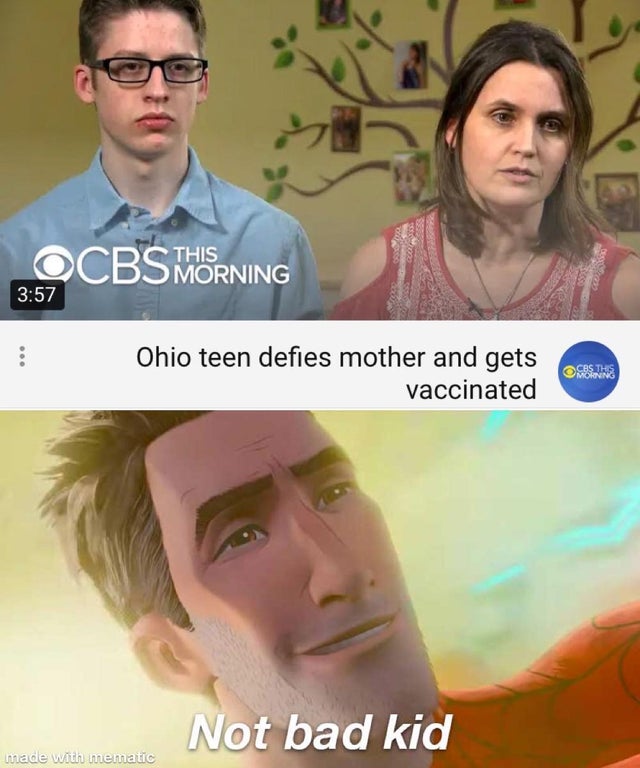 CBS THIS MORNING
3:57
Ohio teen defies mother and gets
vaccinated
CBS THIS
MORNING
Not bad kid
made with mematic